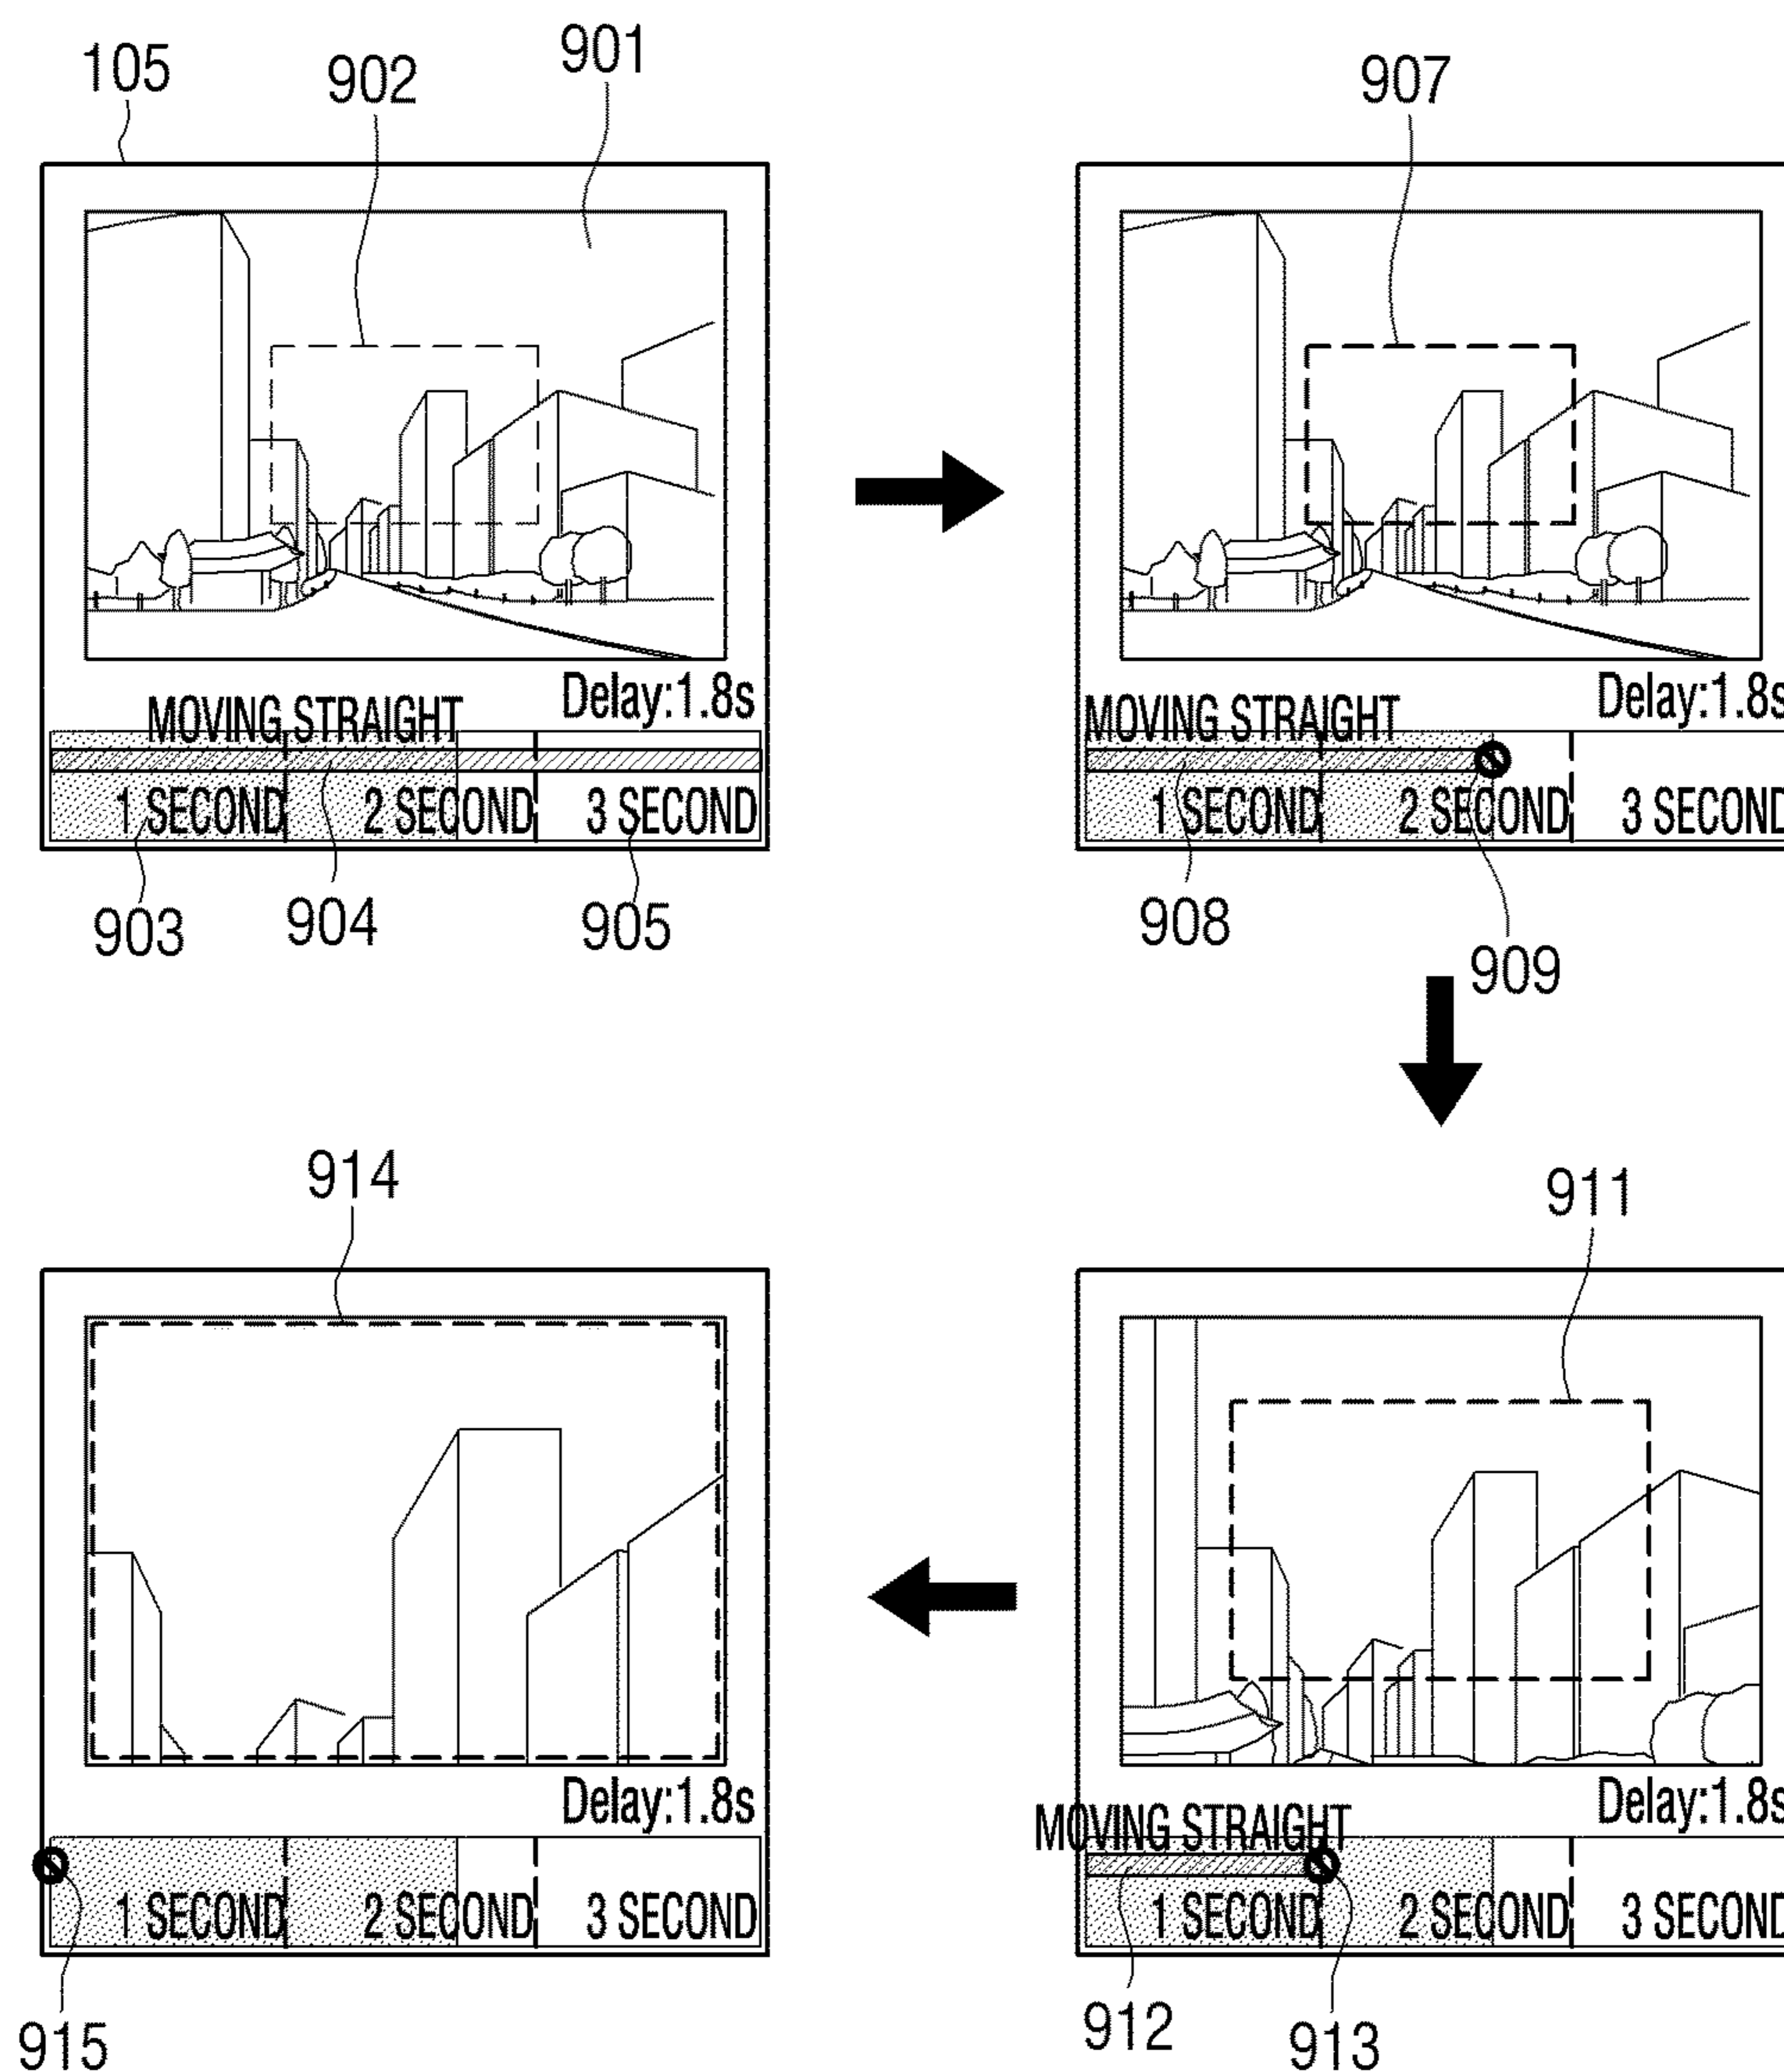 105
902
901
907
Delay:1.8s
MOVING STRAIGHT
1 SECOND
2 SECOND
3 SECOND
903
904
905
Delay:1.8s
MOVING STRAIGHT
1 SECOND
2 SECOND
3 SECOND
908
909
914
911
Delay:1.8s
1 SECOND
2 SECOND
3 SECOND
915
Delay:1.8s
MOVING STRAIGHT
1 SECOND
2 SECOND
3 SECOND
912
913